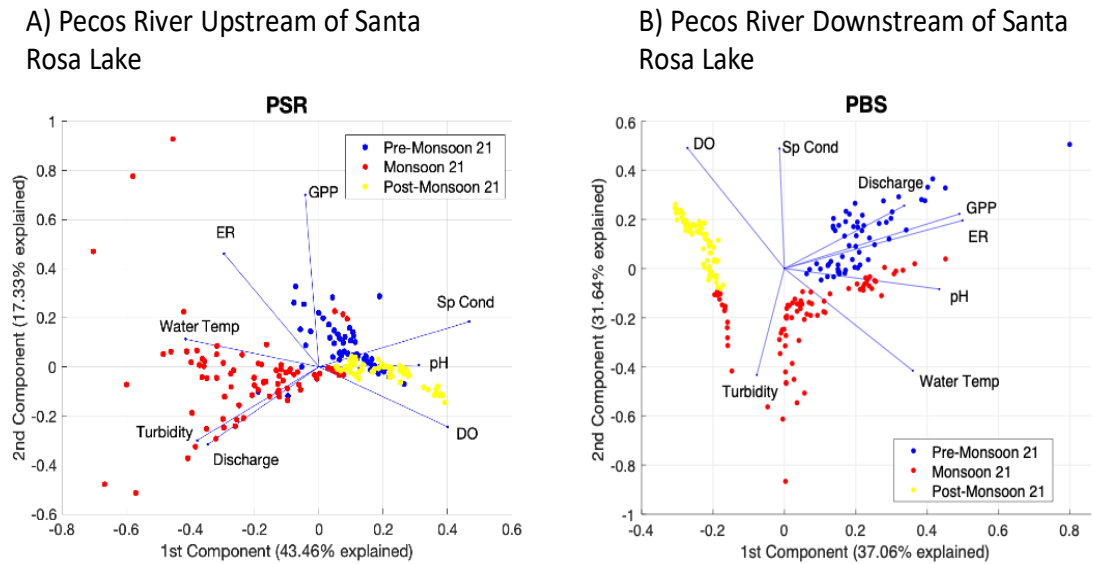 A) Pecos River Upstream of Santa
Rosa Lake
PSR
1
0.8
0.6
0.4
0.2
0
-0.2
-0.4
-0.6
-0.8
-0.6
-0.4
-0.2
0
0.2
0.4
0.6
2nd Component (17.33% explained)
1st Component (43.46% explained)
Pre-Monsoon 21
Monsoon 21
Post-Monsoon 21
GPP
ER
Sp Cond
Water Temp
pH
Turbidity
Discharge
DO
B) Pecos River Downstream of Santa
Rosa Lake
PBS
0.6
0.4
0.2
0
-0.2
-0.4
-0.6
-0.8
-1
-0.4
-0.2
0
0.2
0.4
0.6
0.8
2nd Component (31.64% explained)
1st Component (37.06% explained)
DO
Sp Cond
Discharge
GPP
ER
pH
Water Temp
Turbidity
Pre-Monsoon 21
Monsoon 21
Post-Monsoon 21